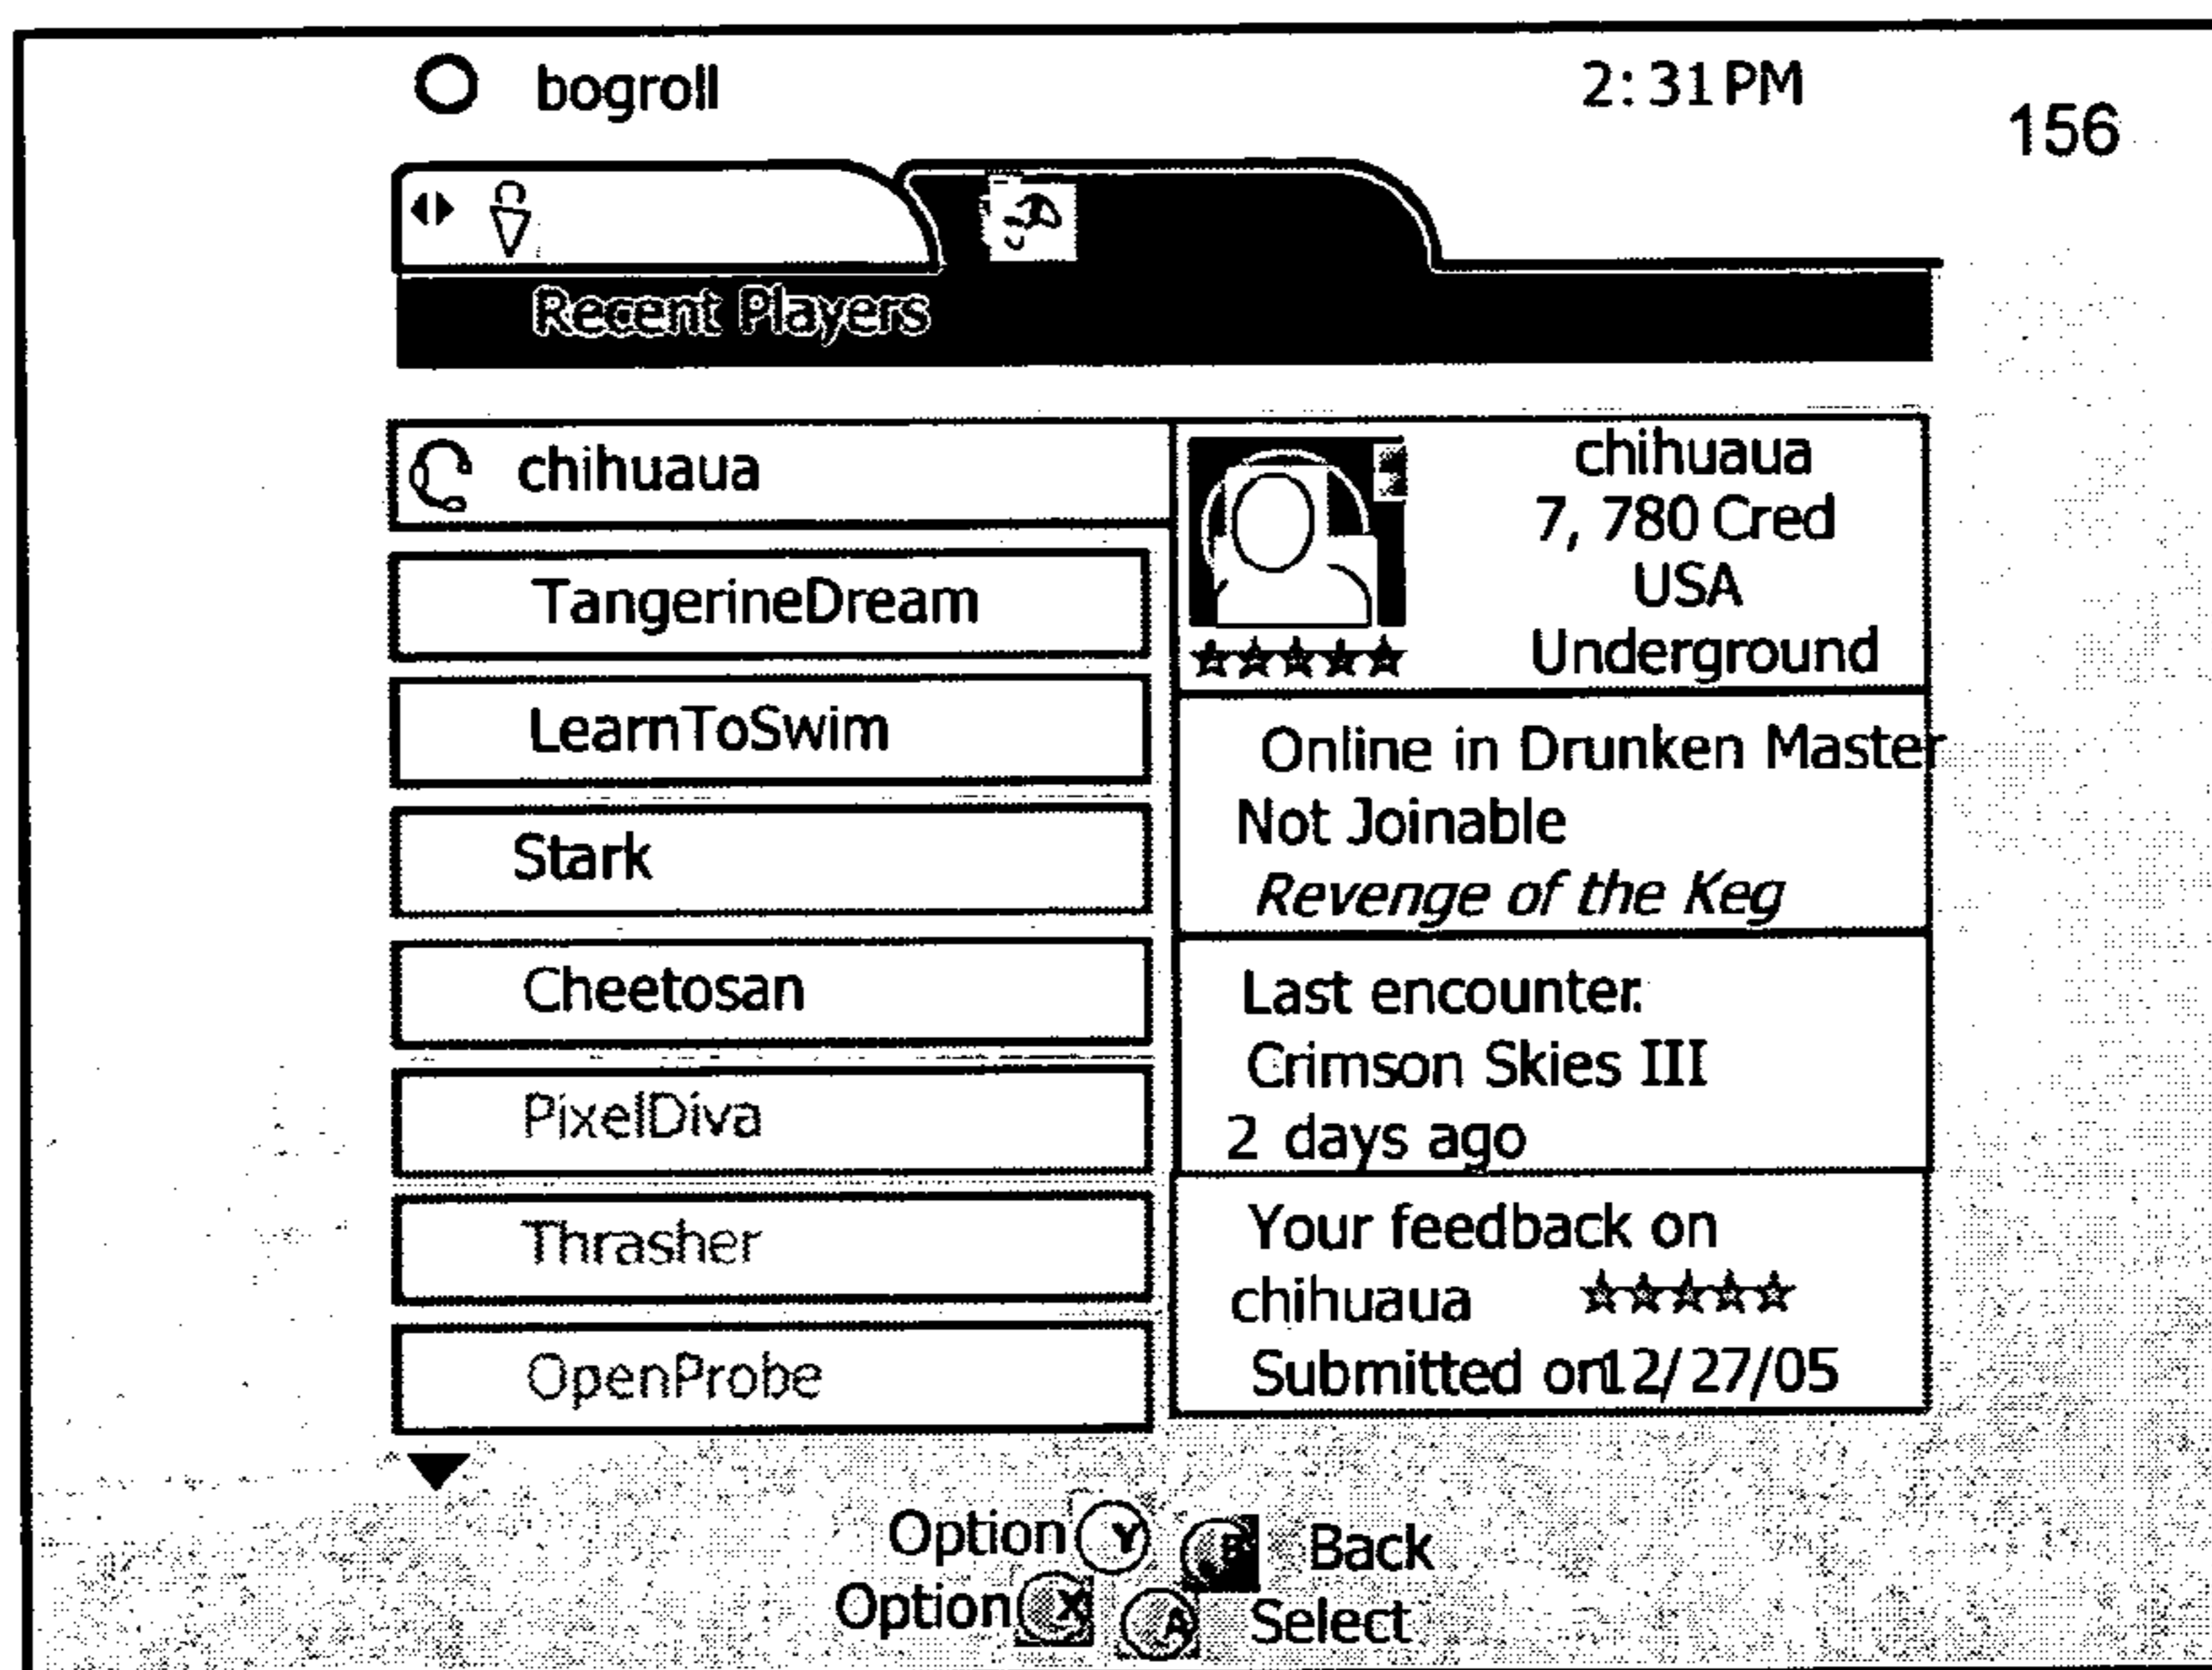 bogroll
2:31PM
156
Recent Players
chihuaua
TangerineDream
LearnToSwim
Stark
Cheetosan
PixelDiva
Thrasher
OpenProbe
chihuaua
7, 780 Cred
USA
Underground
Online in Drunken Master
Not Joinable
Revenge of the Keg
Last encounter:
Crimson Skies III
2 days ago
Your feedback on
chihuaua
Submitted on12/27/05
Option Y B Back
Option X A Select